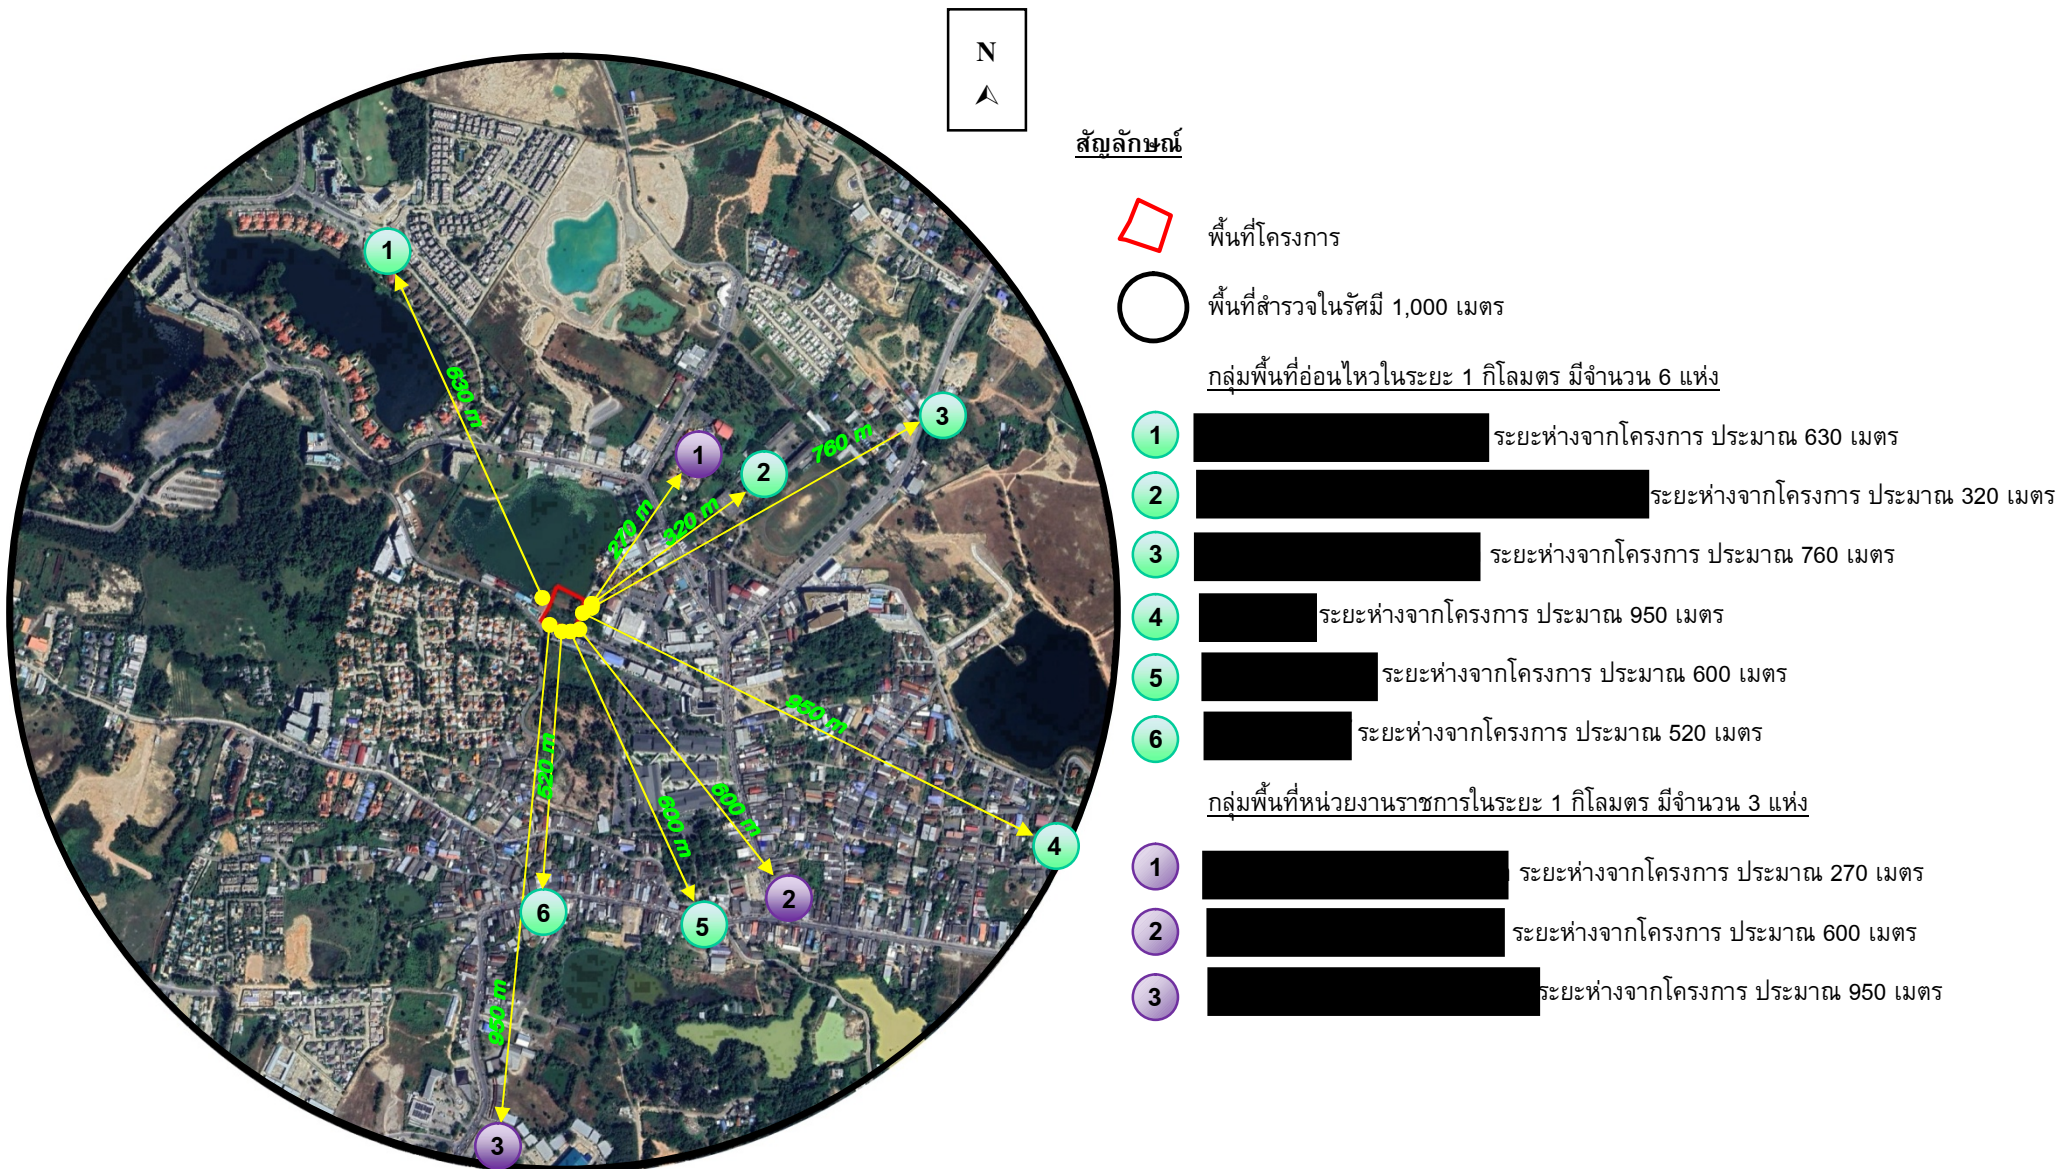 N
สัญลักษณ์
พื้นที่โครงการ
พื้นที่สำรวจในรัศมี 1,000 เมตร
กลุ่มพื้นที่อ่อนไหวในระยะ 1 กิโลเมตร มีจำนวน 6 แห่ง
1 ระยะห่างจากโครงการ ประมาณ 630 เมตร
2 ระยะห่างจากโครงการ ประมาณ 320 เมตร
3 ระยะห่างจากโครงการ ประมาณ 760 เมตร
4 ระยะห่างจากโครงการ ประมาณ 950 เมตร
5 ระยะห่างจากโครงการ ประมาณ 600 เมตร
6 ระยะห่างจากโครงการ ประมาณ 520 เมตร
กลุ่มพื้นที่หน่วยงานราชการในระยะ 1 กิโลเมตร มีจำนวน 3 แห่ง
1 ระยะห่างจากโครงการ ประมาณ 270 เมตร
2 ระยะห่างจากโครงการ ประมาณ 600 เมตร
3 ระยะห่างจากโครงการ ประมาณ 950 เมตร
1
630 m
1
2
3
270 m
320 m
760 m
950 m
4
520 m
600 m
600 m
2
5
6
950 m
3